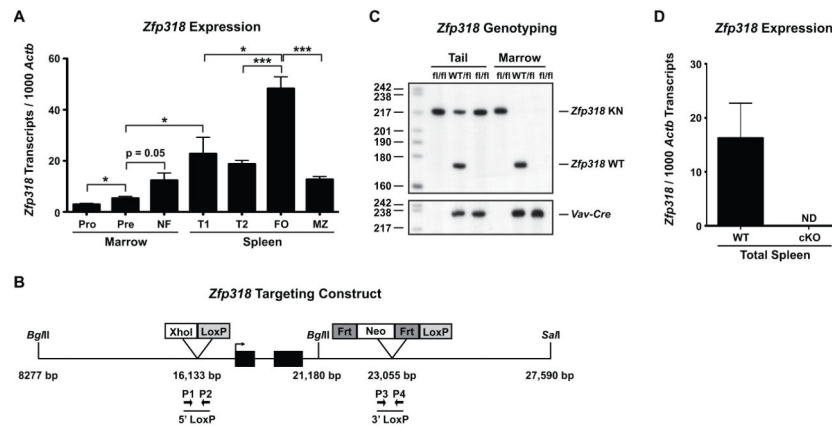 A
Zfp318 Expression
Zfp318 Transcripts / 1000 Actb
60
40
20
0
*
p = 0.05
*
*
***
***
Pro Pre NF T1 T2 FO MZ
Marrow Spleen
C
Zfp318 Genotyping
Tail Marrow
fl/fl WT/fl fl/fl fl/fl WT/fl fl/fl
242
238
217
201
190
180
160
Zfp318 KN
Zfp318 WT
242
238
217
Vav-Cre
D
Zfp318 Expression
Zfp318 / 1000 Actb Transcripts
30
20
10
0
ND
WT cKO
Total Spleen
B
Zfp318 Targeting Construct
BglII XhoI LoxP BglII Frt Neo Frt LoxP SalI
8277 bp 16,133 bp 21,180 bp 23,055 bp 27,590 bp
P1 P2 P3 P4
5' LoxP 3' LoxP